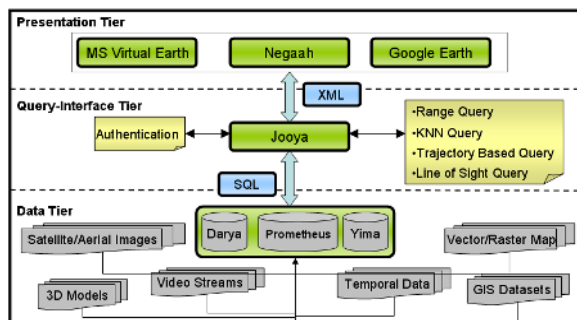 Presentation Tier
MS Virtual Earth
Negaah
Google Earth
XML
Query-Interface Tier
Authentication
Jooya
•Range Query
•KNN Query
•Trajectory Based Query
•Line of Sight Query
SQL
Data Tier
Satellite/Aerial Images
Darya
Prometheus
Yima
Vector/Raster Map
3D Models
Video Streams
Temporal Data
GIS Datasets